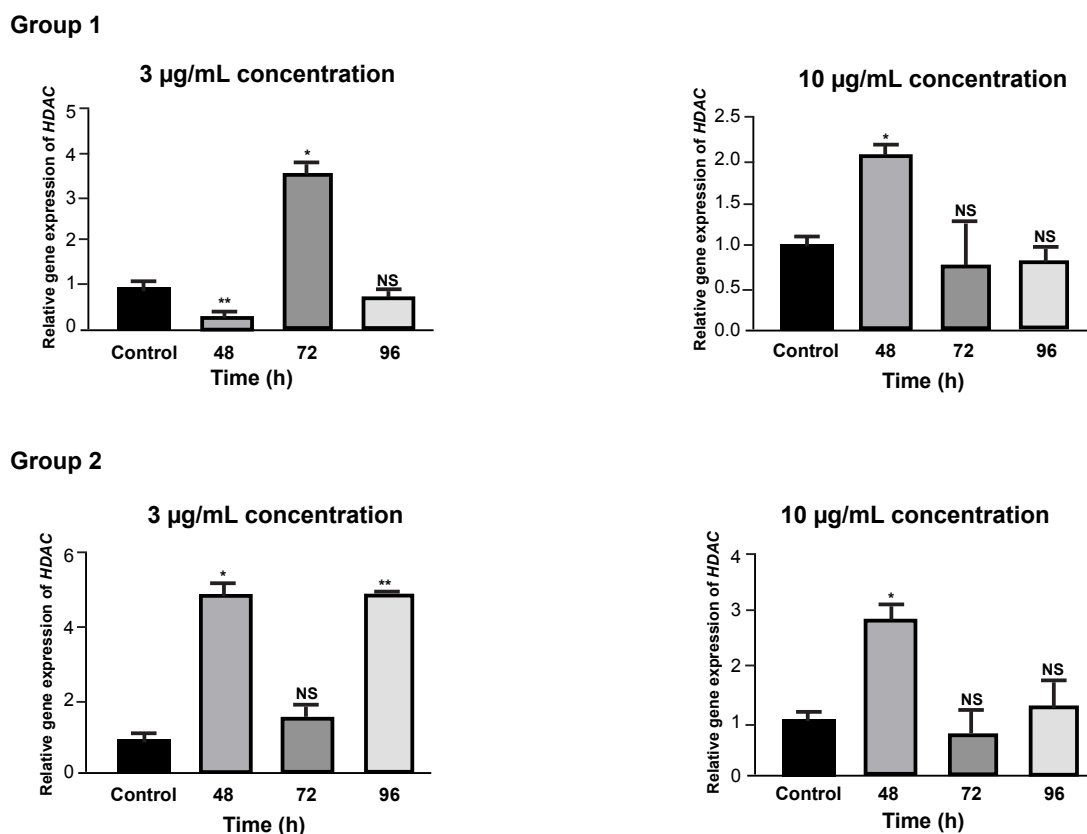 Group 1
3 µg/mL concentration
Relative gene expression of HDAC
5
4
3
2
1
0
*
**
NS
Control 48 72 96
Time (h)
10 µg/mL concentration
Relative gene expression of HDAC
2.5
2.0
1.5
1.0
0.5
0.0
*
NS
NS
Control 48 72 96
Time (h)
Group 2
3 µg/mL concentration
Relative gene expression of HDAC
6
4
2
0
*
NS
**
Control 48 72 96
Time (h)
10 µg/mL concentration
Relative gene expression of HDAC
4
3
2
1
0
*
NS
NS
Control 48 72 96
Time (h)